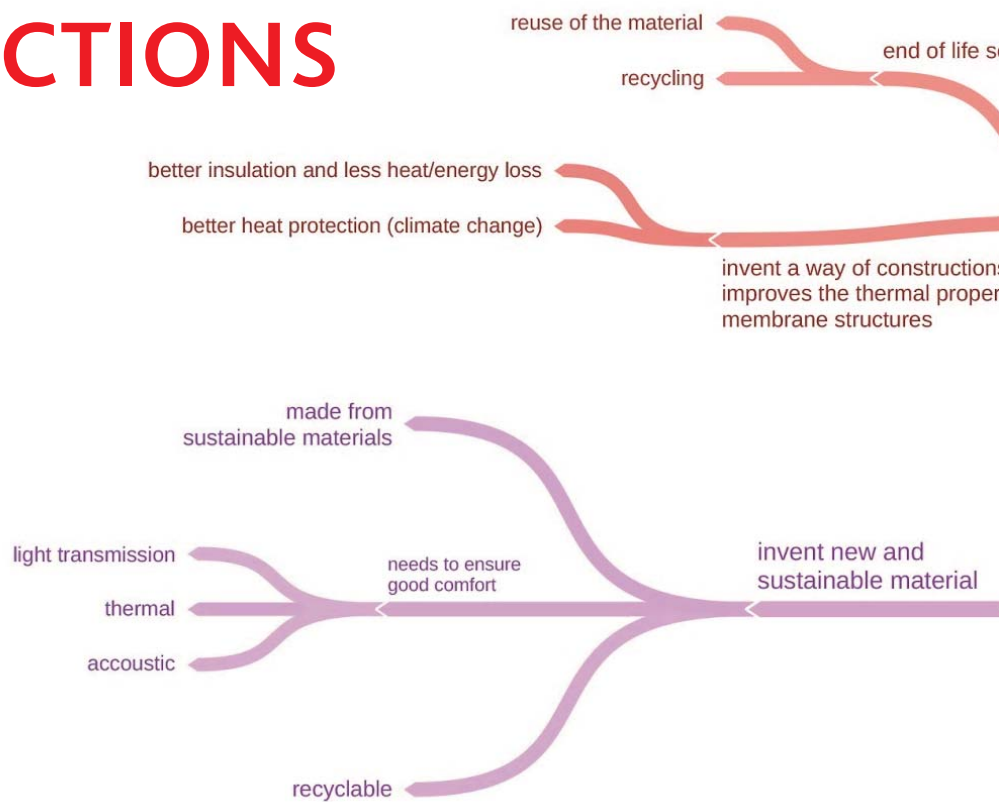 CTIONS
reuse of the material
end of life s
recycling
better insulation and less heat/energy loss
better heat protection (climate change)
invent a way of constructions
improves the thermal proper
membrane structures
made from
sustainable materials
light transmission
needs to ensure
good comfort
thermal
accoustic
invent new and
sustainable material
recyclable